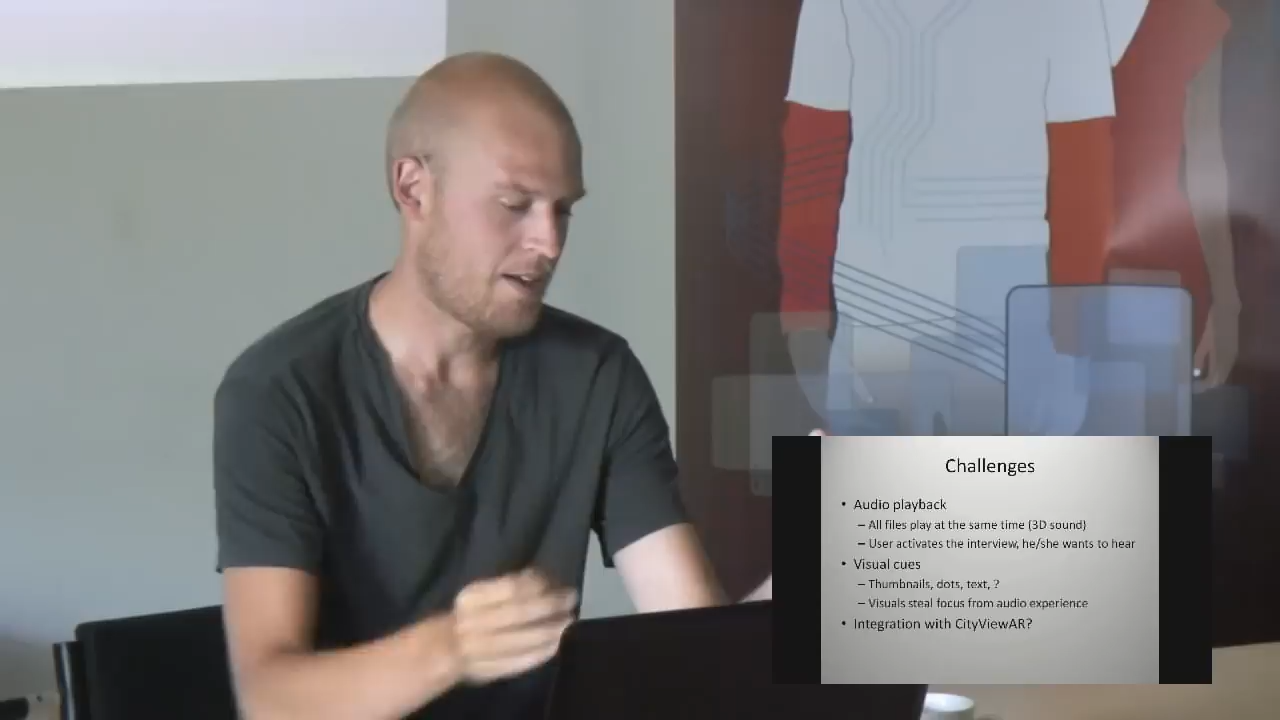 Challenges
• Audio playback
– All files play at the same time (3D sound)
– User activates the interview, he/she wants to hear
• Visual cues
– Thumbnails, dots, text, ?
– Visuals steal focus from audio experience
• Integration with CityViewAR?